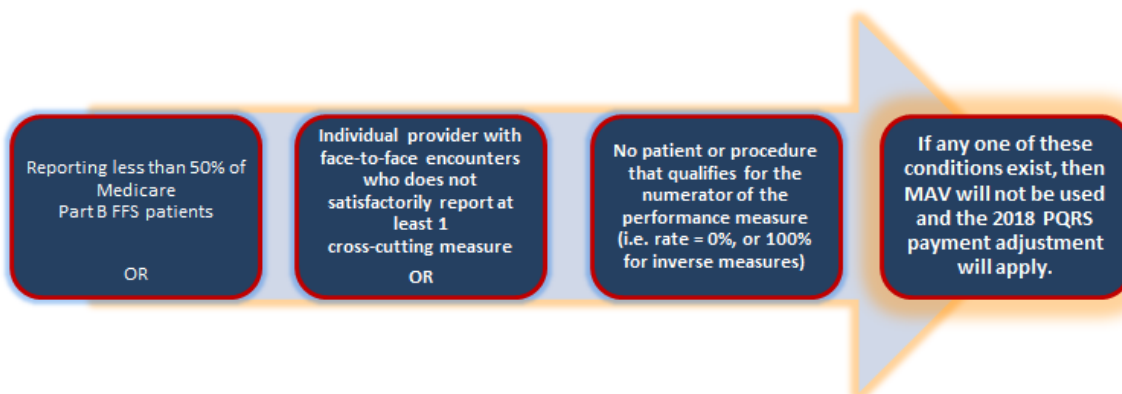 Reporting less than 50% of
Medicare
Part B FFS patients
OR
Individual provider with
face-to-face encounters
who does not
satisfactorily report at
least 1
cross-cutting measure
OR
No patient or procedure
that qualifies for the
numerator of the
performance measure
(i.e. rate = 0%, or 100%
for inverse measures)
If any one of these
conditions exist, then
MAV will not be used
and the 2018 PQRS
payment adjustment
will apply.